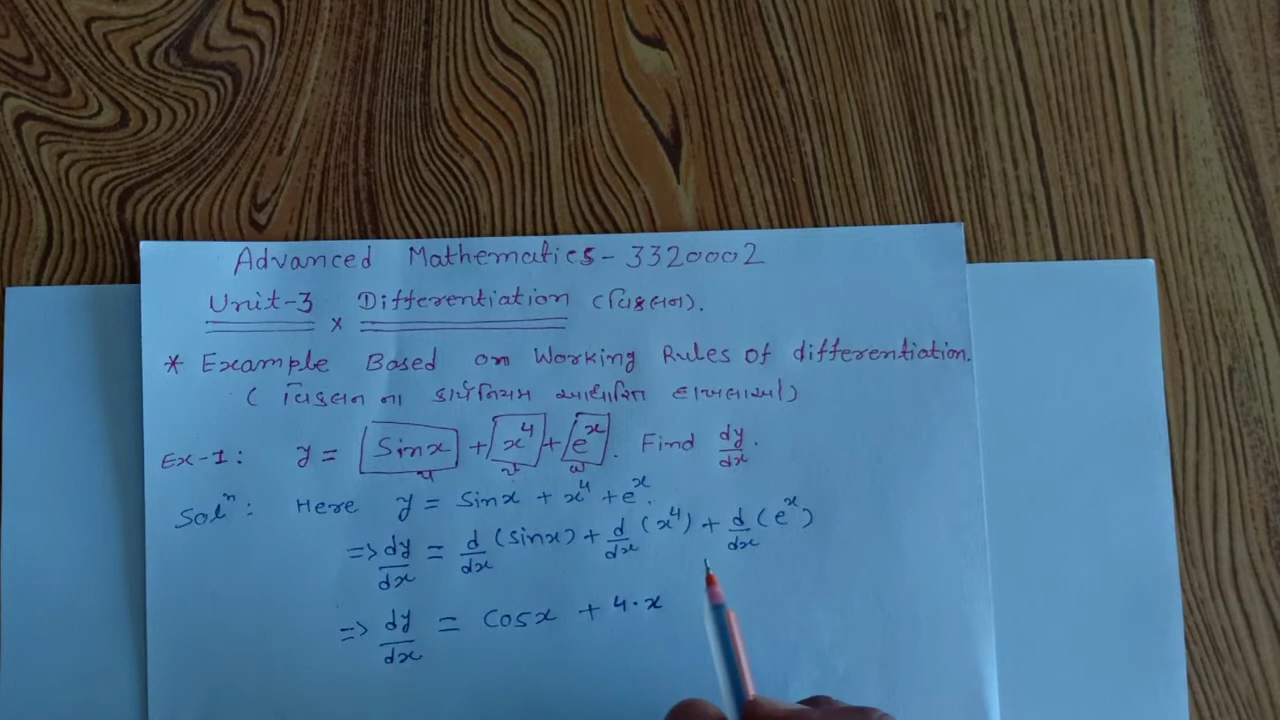 Advanced Mathematics - 3320002
Unit-3 x Differentiation (વિકલન).
* Example Based on Working Rules of differentiation.
( વિકલન ના કાર્યનિયમ આધારિત દાખલાઓ)
Ex-1: y = sinx + x⁴ + eˣ. Find dy/dx.
u v w
Solⁿ: Here y = sinx + x⁴ + eˣ.
=> dy/dx = d/dx (sinx) + d/dx (x⁴) + d/dx (eˣ)
=> dy/dx = cosx + 4·x